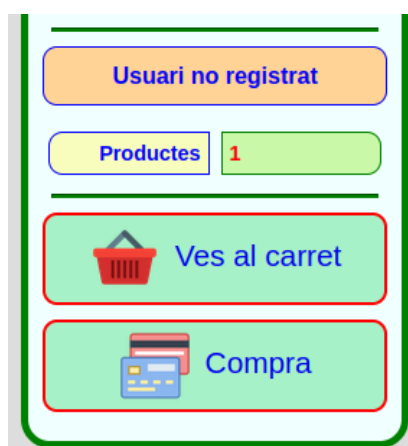 Usuari no registrat
Productes 1
Ves al carret
Compra